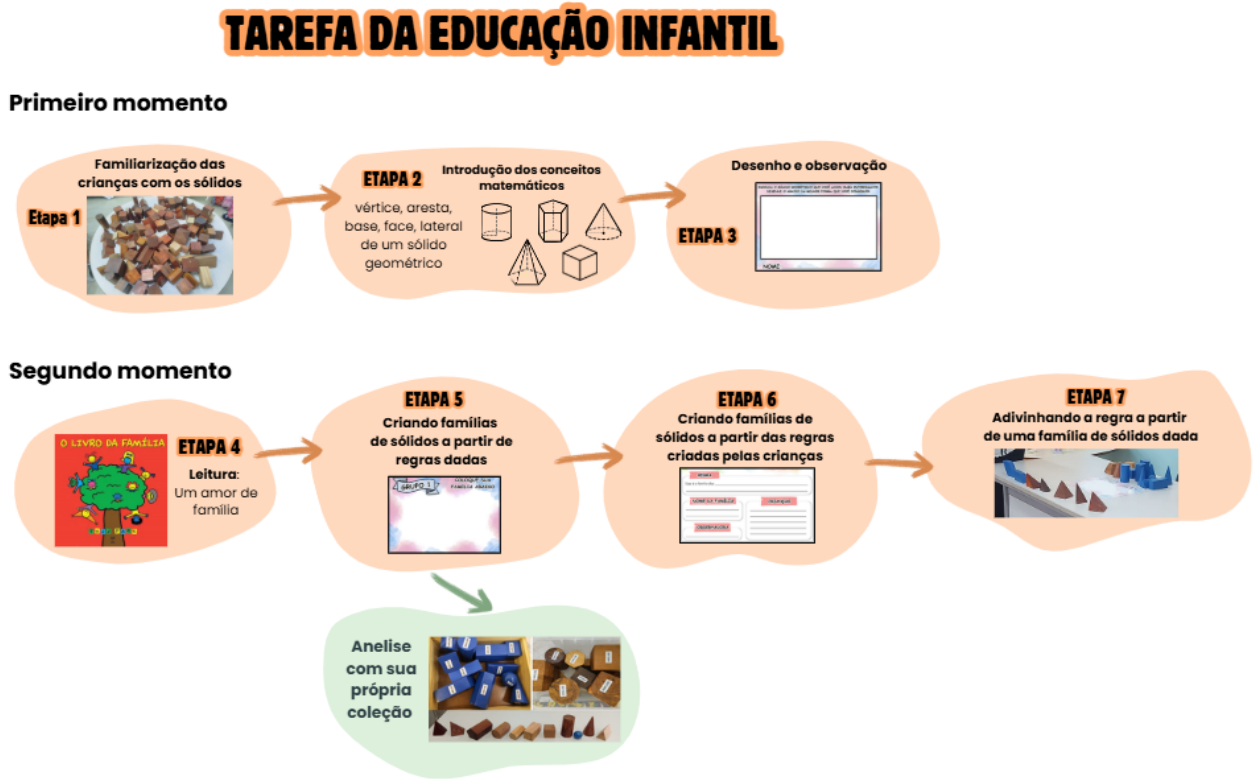 TAREFA DA EDUCAÇÃO INFANTIL
Primeiro momento
Etapa 1
Familiarização das
crianças com os sólidos
ETAPA 2
Introdução dos conceitos
matemáticos
vértice, aresta,
base, face, lateral
de um sólido
geométrico
ETAPA 3
Desenho e observação
NOME
Segundo momento
O LIVRO DA FAMÍLIA
ETAPA 4
Leitura:
Um amor de
família
ETAPA 5
Criando famílias
de sólidos a partir de
regras dadas
GRUPO 1
ETAPA 6
Criando famílias de
sólidos a partir das regras
criadas pelas crianças
ETAPA 7
Adivinhando a regra a partir
de uma família de sólidos dada
Anelise
com sua
própria
coleção